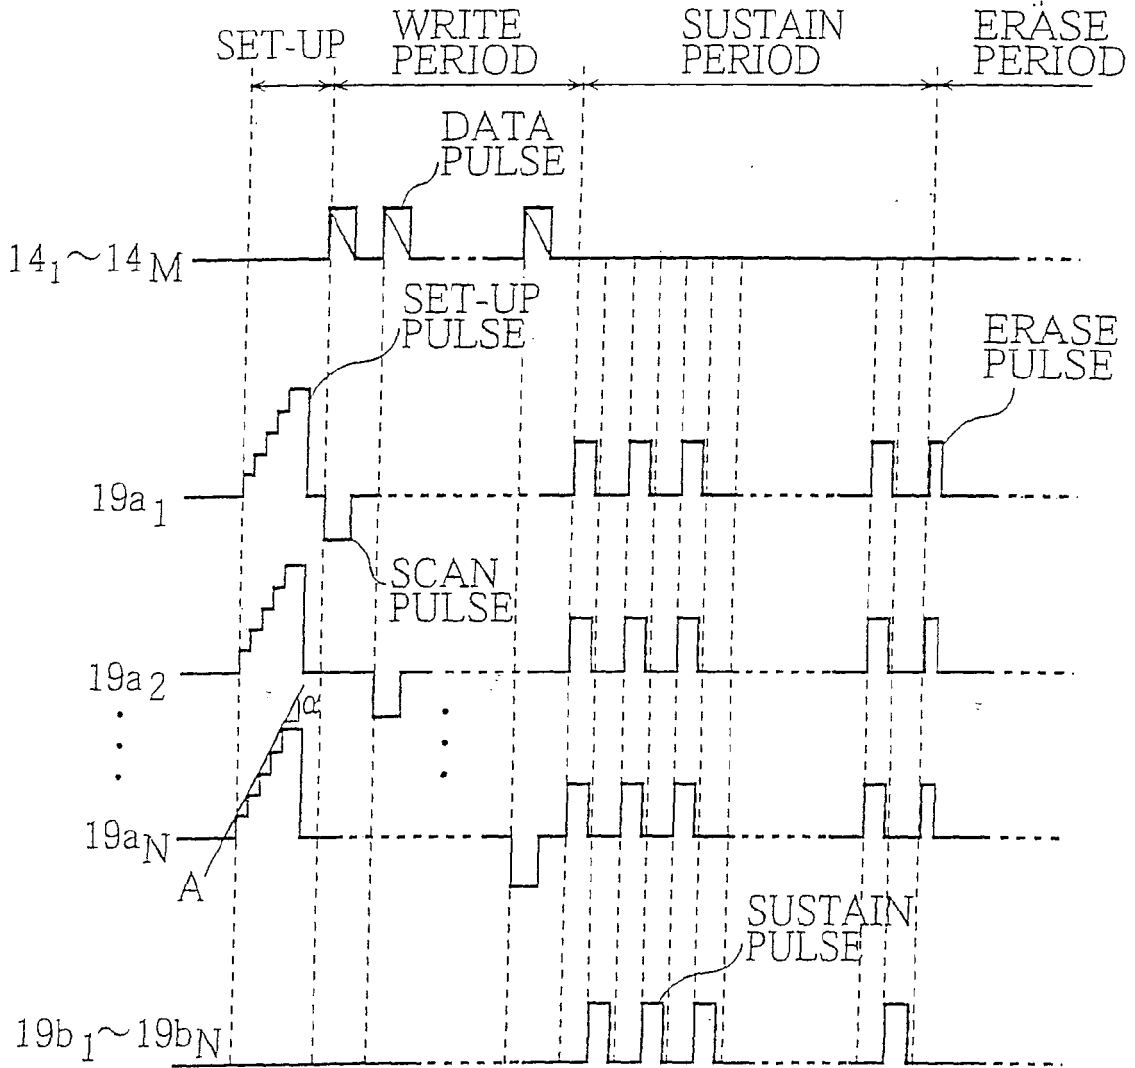 SET-UP
WRITE
PERIOD
SUSTAIN
PERIOD
ERASE
PERIOD
DATA
PULSE
14₁~14M
SET-UP
PULSE
ERASE
PULSE
19a₁
SCAN
PULSE
19a₂
α
19aN
A
SUSTAIN
PULSE
19b₁~19bN